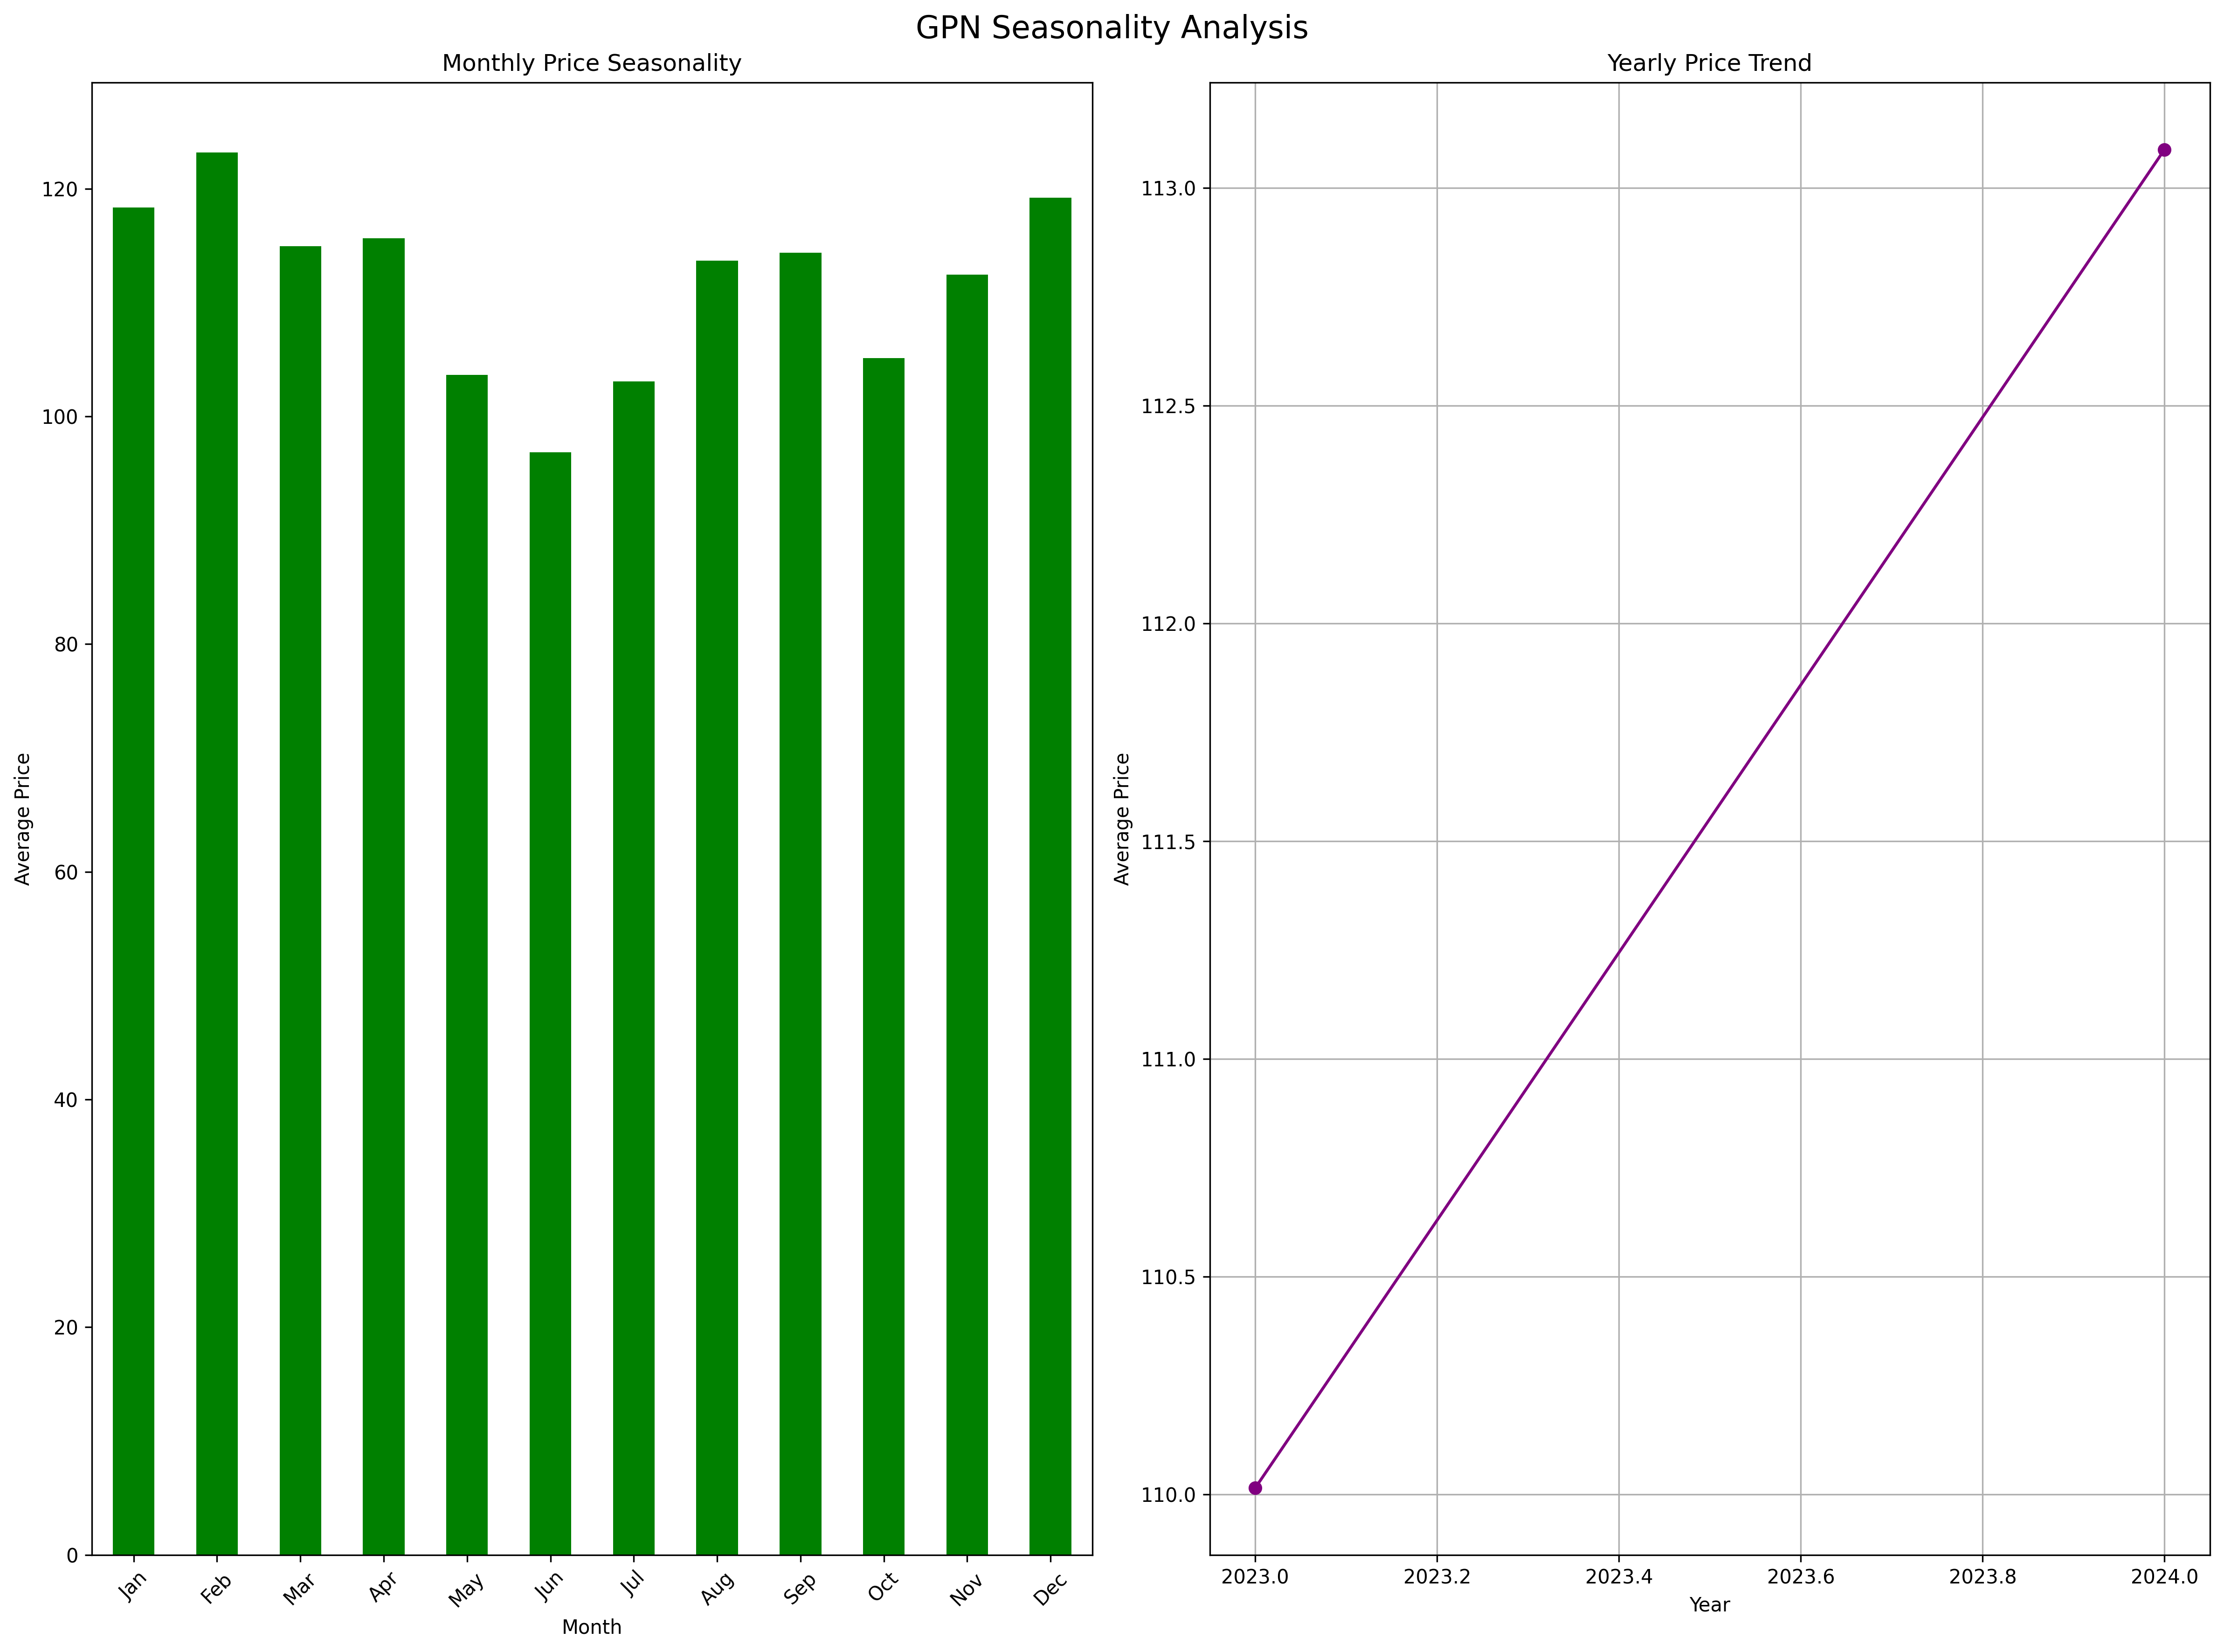 GPN Seasonality Analysis
Monthly Price Seasonality
Average Price
120
100
80
60
40
20
0
Jan
Feb
Mar
Apr
May
Jun
Jul
Aug
Sep
Oct
Nov
Dec
Month
Yearly Price Trend
Average Price
113.0
112.5
112.0
111.5
111.0
110.5
110.0
2023.0
2023.2
2023.4
2023.6
2023.8
2024.0
Year